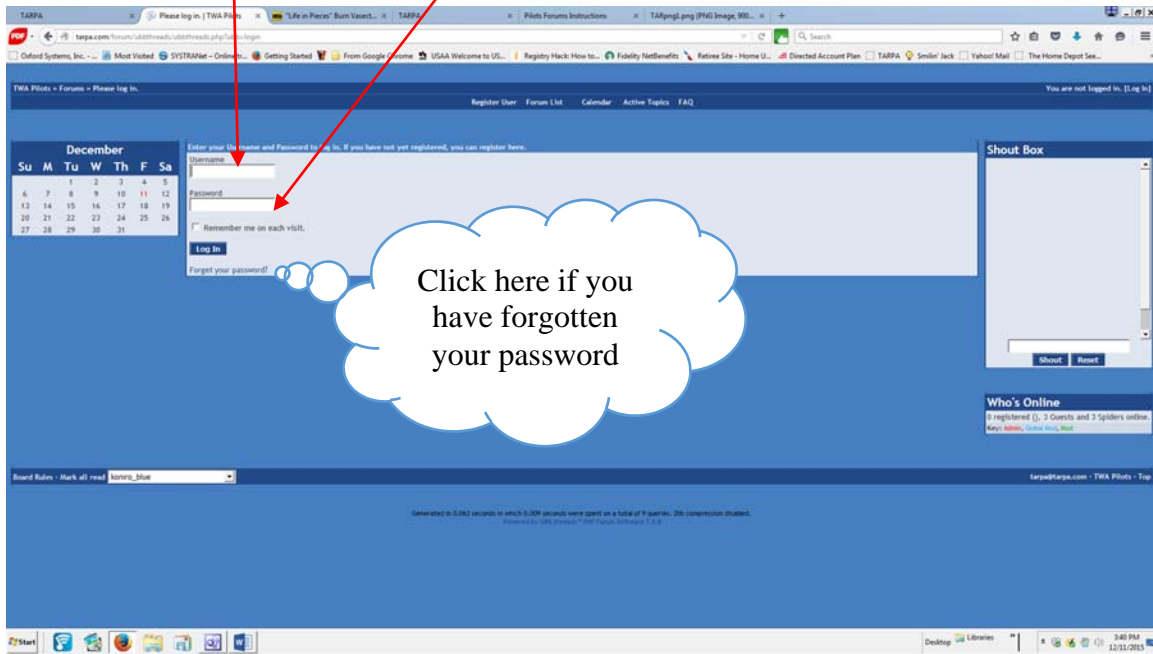 TARPA Please log in. | TWA Pilots "Life in Pieces" Burn Vasect... TARPA Pilots Forums Instructions TARpng1.png (PNG Image, 900...
PDF tarpa.com/forum/ubbthreads/ubbthreads.php?ubb=login Search
Oxford Systems, Inc. - ... Most Visited SYSTRANet – Online tr... Getting Started From Google Chrome USAA Welcome to US... Registry Hack: How to... Fidelity NetBenefits Retiree Site - Home U... Directed Account Plan TARPA Smilin' Jack Yahoo! Mail The Home Depot See...
TWA Pilots » Forums » Please log in. You are not logged in. [Log In]
Register User Forum List Calendar Active Topics FAQ
December
Su M Tu W Th F Sa
1 2 3 4 5
6 7 8 9 10 11 12
13 14 15 16 17 18 19
20 21 22 23 24 25 26
27 28 29 30 31
Enter your Username and Password to log in. If you have not yet registered, you can register here.
Username
Password
Remember me on each visit.
Log In
Forget your password?
Click here if you
have forgotten
your password
Shout Box
Shout Reset
Who's Online
0 registered (), 3 Guests and 3 Spiders online.
Key: Admin, Global Mod, Mod
Board Rules · Mark all read koniro_blue tarpa@tarpa.com · TWA Pilots · Top
Generated in 0.062 seconds in which 0.009 seconds were spent on a total of 9 queries. Zlib compression disabled.
Powered by UBB.threads™ PHP Forum Software
Start Desktop Libraries 3:40 PM
12/11/2015